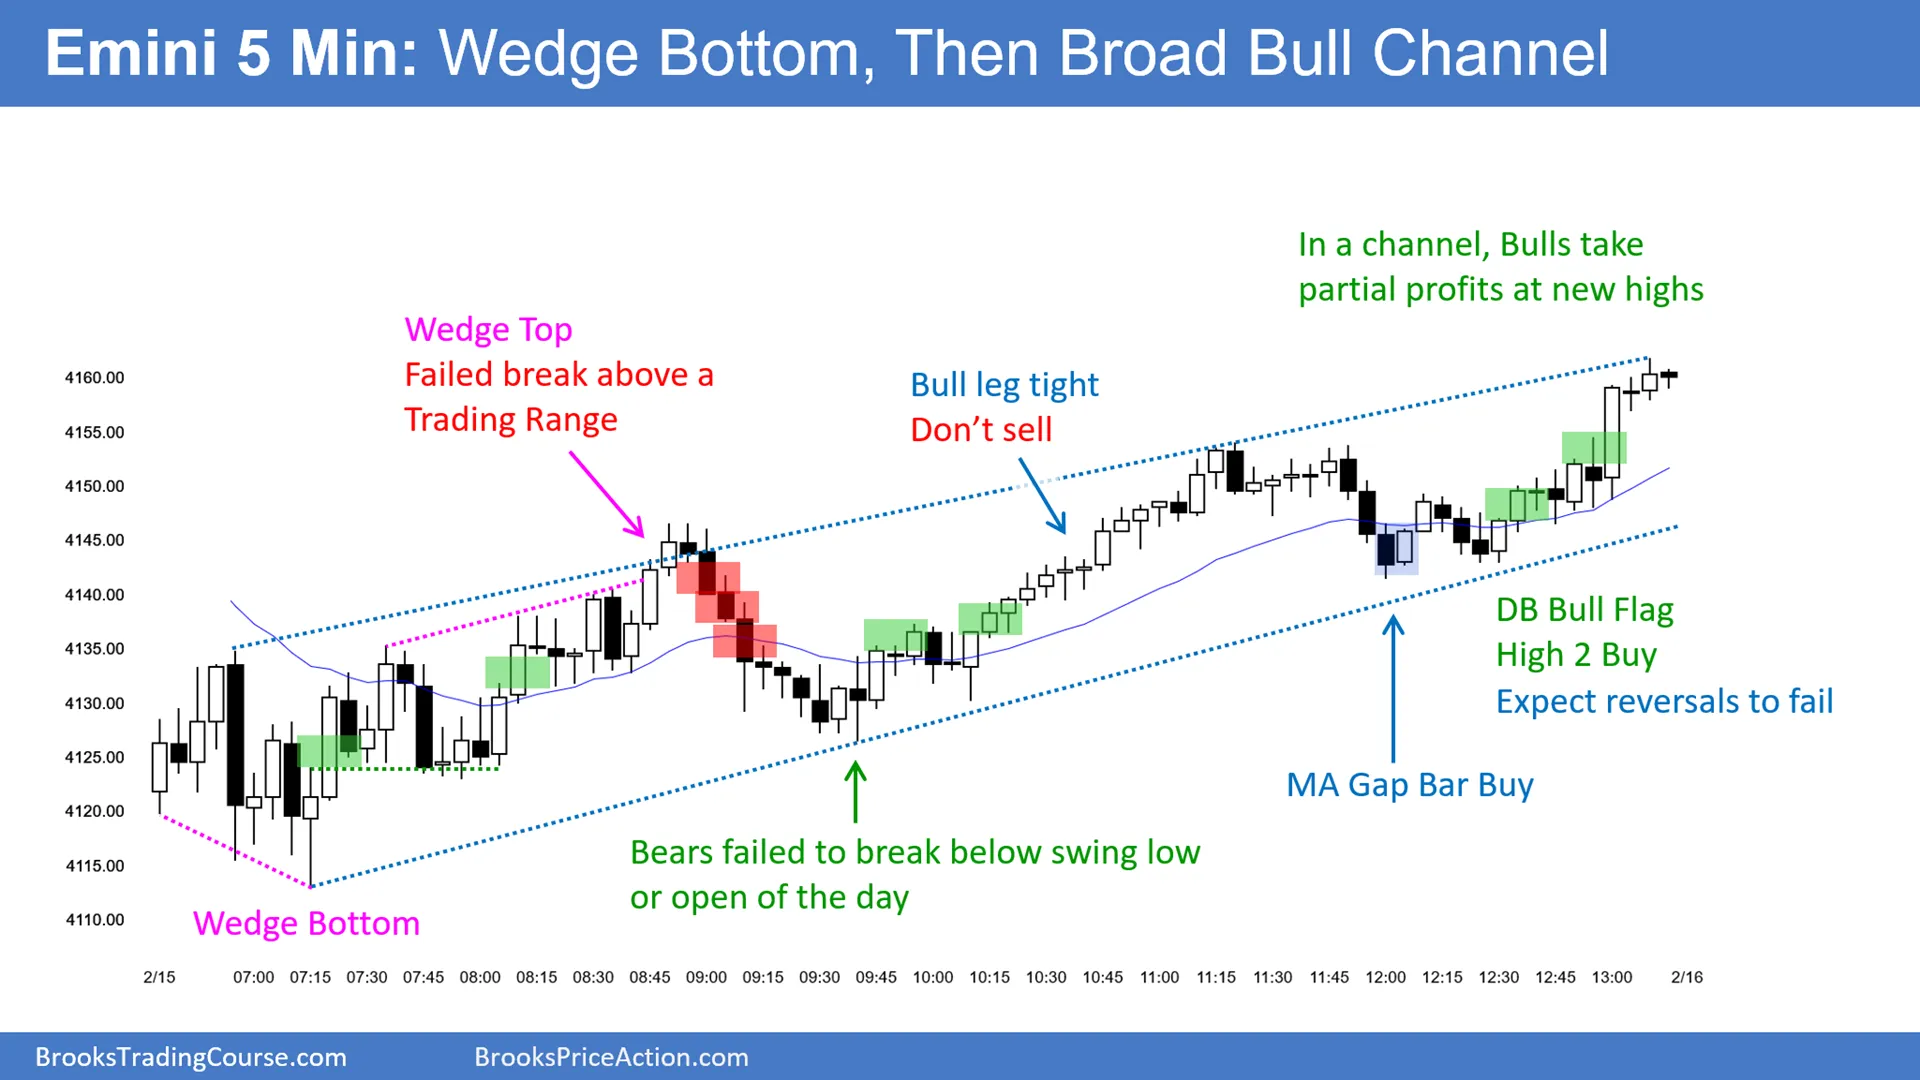 Emini 5 Min: Wedge Bottom, Then Broad Bull Channel
In a channel, Bulls take
partial profits at new highs
Wedge Top
Failed break above a
Trading Range
Bull leg tight
Don’t sell
4160.00
4155.00
4150.00
4145.00
4140.00
4135.00
4130.00
4125.00
4120.00
4115.00
4110.00
DB Bull Flag
High 2 Buy
Expect reversals to fail
MA Gap Bar Buy
Bears failed to break below swing low
or open of the day
Wedge Bottom
2/15 07:00 07:15 07:30 07:45 08:00 08:15 08:30 08:45 09:00 09:15 09:30 09:45 10:00 10:15 10:30 10:45 11:00 11:15 11:30 11:45 12:00 12:15 12:30 12:45 13:00 2/16
BrooksTradingCourse.com BrooksPriceAction.com